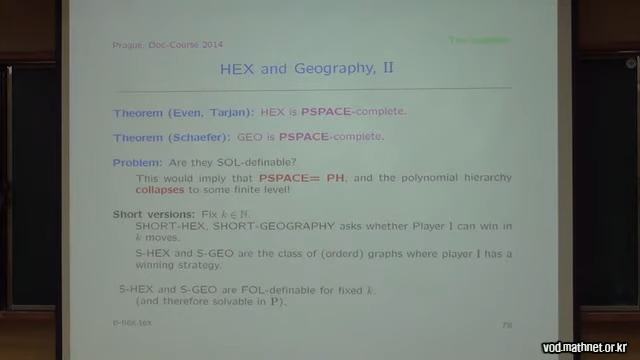 Prague, Doc-Course 2014
HEX and Geography, II
Theorem (Even, Tarjan): HEX is PSPACE-complete.
Theorem (Schaefer): GEO is PSPACE-complete.
Problem: Are they SOL-definable?
This would imply that PSPACE= PH, and the polynomial hierarchy
collapses to some finite level!
Short versions: Fix k ∈ ℕ.
SHORT-HEX, SHORT-GEOGRAPHY asks whether Player I can win in
k moves.
S-HEX and S-GEO are the class of (orderd) graphs where player I has a
winning strategy.
S-HEX and S-GEO are FOL-definable for fixed k.
(and therefore solvable in P).
vod.mathnet.or.kr